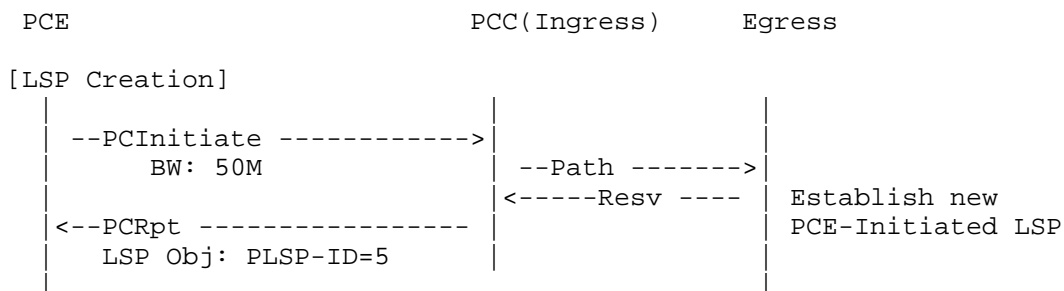 PCE                    PCC(Ingress)     Egress
[LSP Creation]
  |                         |               |
  | --PCInitiate ------------>|               |
  |     BW: 50M             | --Path ------->|
  |                         |<-----Resv ---- | Establish new
  |<--PCRpt ----------------- |               | PCE-Initiated LSP
  |   LSP Obj: PLSP-ID=5    |               |
  |                                         |